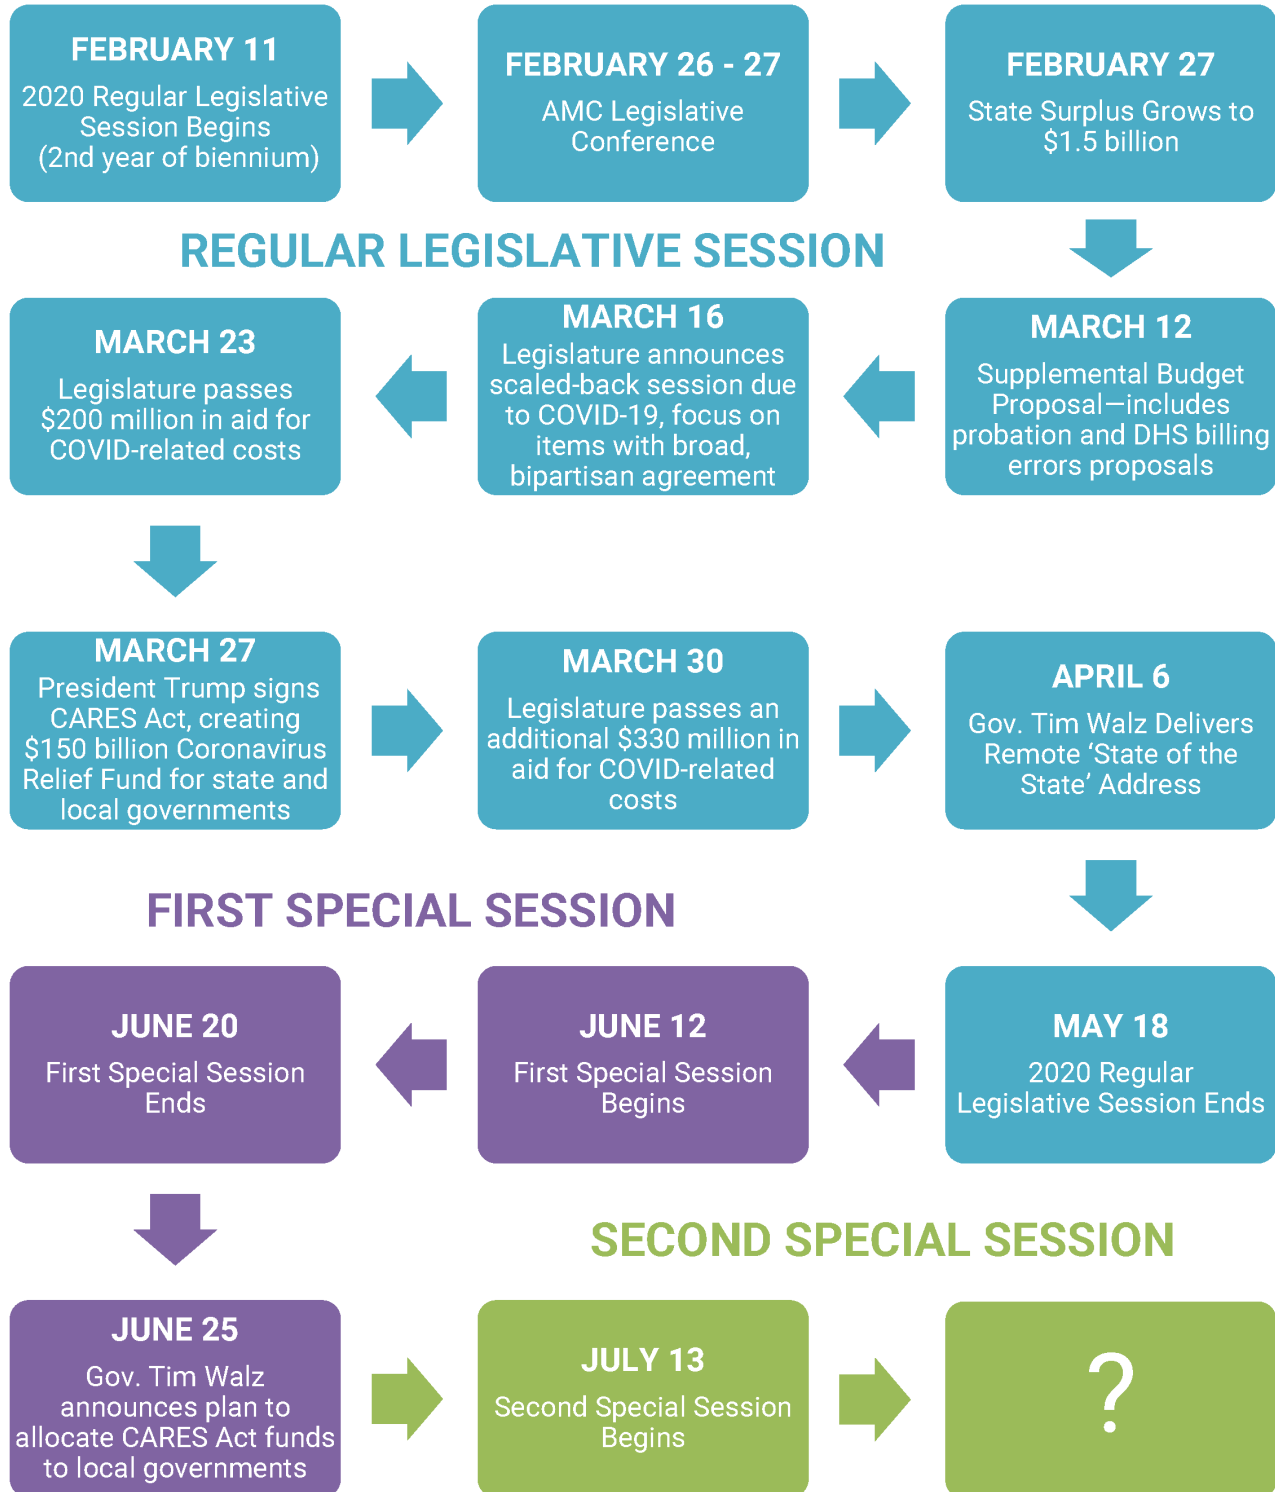 FEBRUARY 11
2020 Regular Legislative
Session Begins
(2nd year of biennium)
FEBRUARY 26 - 27
AMC Legislative
Conference
FEBRUARY 27
State Surplus Grows to
$1.5 billion
REGULAR LEGISLATIVE SESSION
MARCH 12
Supplemental Budget
Proposal—includes
probation and DHS billing
errors proposals
MARCH 16
Legislature announces
scaled-back session due
to COVID-19, focus on
items with broad,
bipartisan agreement
MARCH 23
Legislature passes
$200 million in aid for
COVID-related costs
MARCH 27
President Trump signs
CARES Act, creating
$150 billion Coronavirus
Relief Fund for state and
local governments
MARCH 30
Legislature passes an
additional $330 million in
aid for COVID-related
costs
APRIL 6
Gov. Tim Walz Delivers
Remote ‘State of the
State’ Address
FIRST SPECIAL SESSION
MAY 18
2020 Regular
Legislative Session Ends
JUNE 12
First Special Session
Begins
JUNE 20
First Special Session
Ends
SECOND SPECIAL SESSION
JUNE 25
Gov. Tim Walz
announces plan to
allocate CARES Act funds
to local governments
JULY 13
Second Special Session
Begins
?